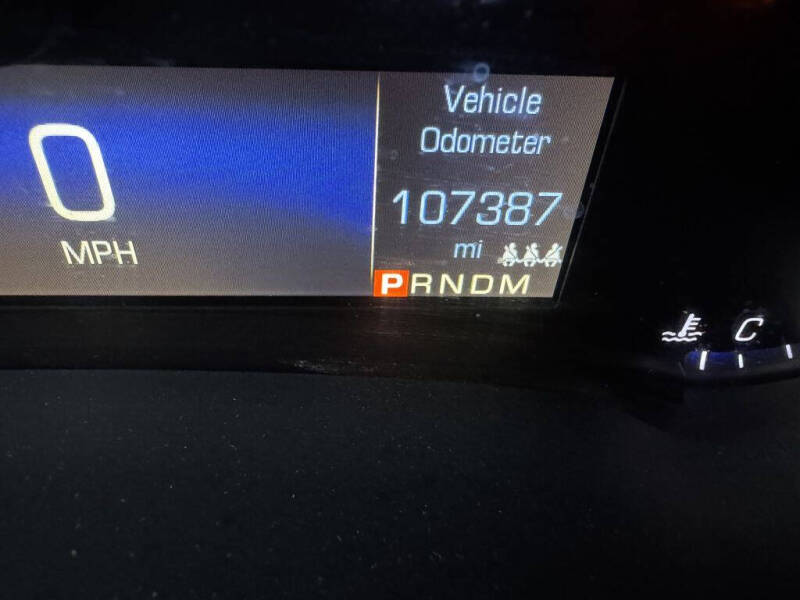 0
MPH
Vehicle
Odometer
107387
mi
PRNDM
C